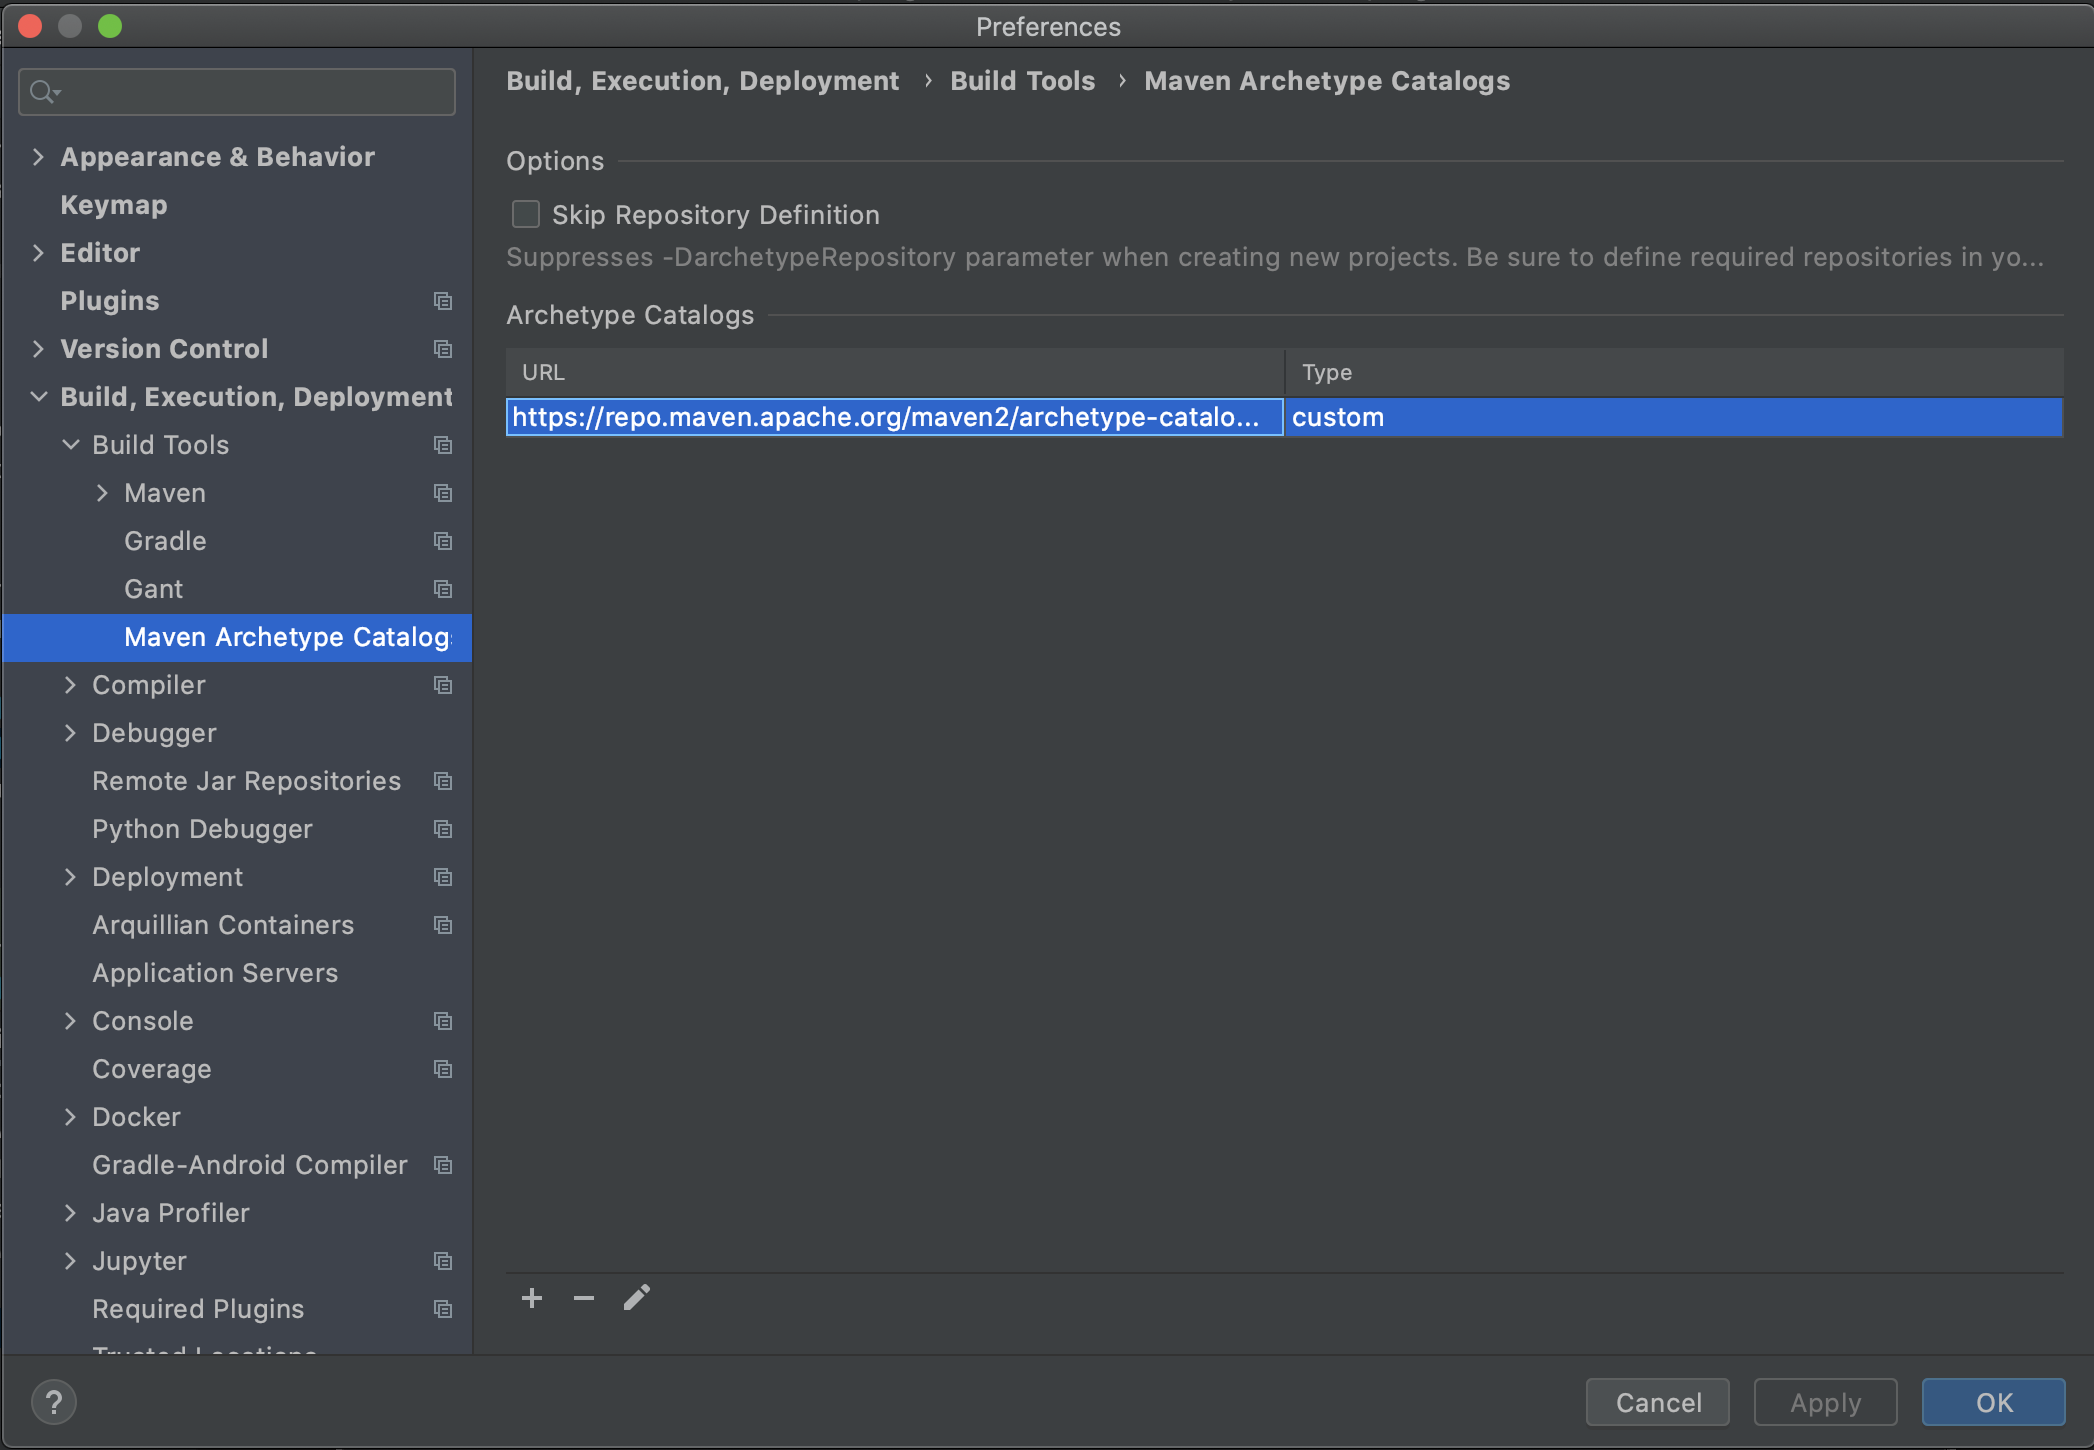 Preferences
Build, Execution, Deployment › Build Tools › Maven Archetype Catalogs
Appearance & Behavior
Keymap
Editor
Plugins
Version Control
Build, Execution, Deployment
Build Tools
Maven
Gradle
Gant
Maven Archetype Catalogs
Compiler
Debugger
Remote Jar Repositories
Python Debugger
Deployment
Arquillian Containers
Application Servers
Console
Coverage
Docker
Gradle-Android Compiler
Java Profiler
Jupyter
Required Plugins
Trusted Locations
Options
Skip Repository Definition
Suppresses -DarchetypeRepository parameter when creating new projects. Be sure to define required repositories in yo...
Archetype Catalogs
URL Type
https://repo.maven.apache.org/maven2/archetype-catalo... custom
?
Cancel Apply OK